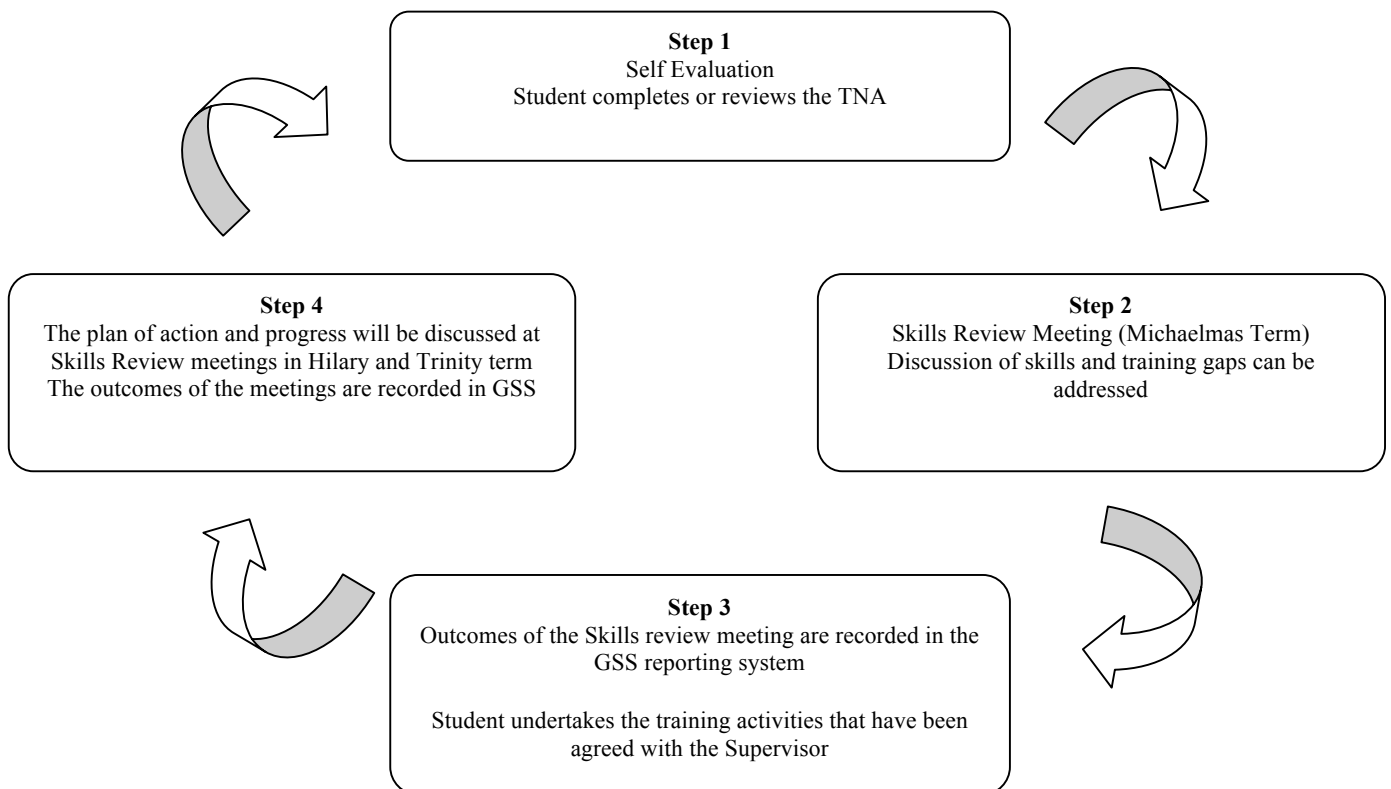 Step 1
Self Evaluation
Student completes or reviews the TNA
Step 2
Skills Review Meeting (Michaelmas Term)
Discussion of skills and training gaps can be
addressed
Step 3
Outcomes of the Skills review meeting are recorded in the
GSS reporting system
Student undertakes the training activities that have been
agreed with the Supervisor
Step 4
The plan of action and progress will be discussed at
Skills Review meetings in Hilary and Trinity term
The outcomes of the meetings are recorded in GSS